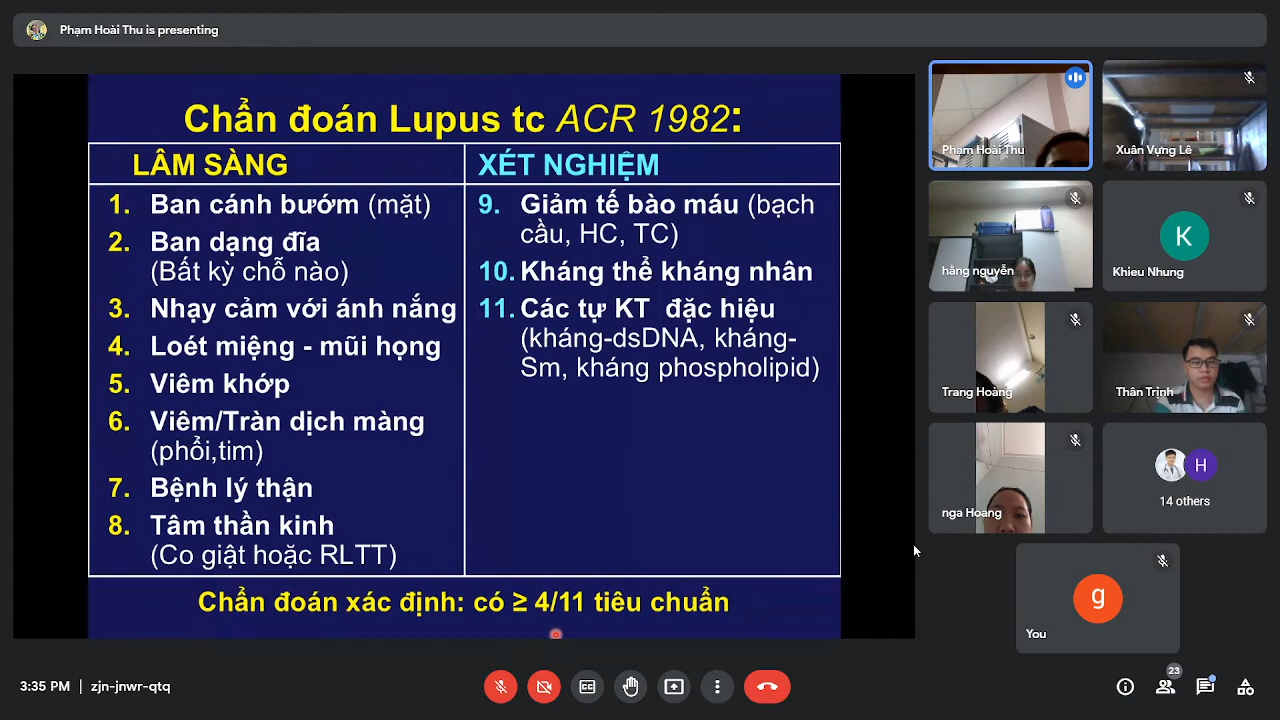 Phạm Hoài Thu is presenting
Chẩn đoán Lupus tc ACR 1982:
LÂM SÀNG
1. Ban cánh bướm (mặt)
2. Ban dạng đĩa
(Bất kỳ chỗ nào)
3. Nhạy cảm với ánh nắng
4. Loét miệng - mũi họng
5. Viêm khớp
6. Viêm/Tràn dịch màng
(phổi,tim)
7. Bệnh lý thận
8. Tâm thần kinh
(Co giật hoặc RLTT)
XÉT NGHIỆM
9. Giảm tế bào máu (bạch
cầu, HC, TC)
10. Kháng thể kháng nhân
11. Các tự KT đặc hiệu
(kháng-dsDNA, kháng-
Sm, kháng phospholipid)
Chẩn đoán xác định: có ≥ 4/11 tiêu chuẩn
Phạm Hoài Thu
Xuân Vựng Lê
hằng nguyễn
K
Khieu Nhung
Trang Hoàng
Thân Trịnh
nga Hoang
H
14 others
g
You
3:35 PM | zjn-jnwr-qtq
23